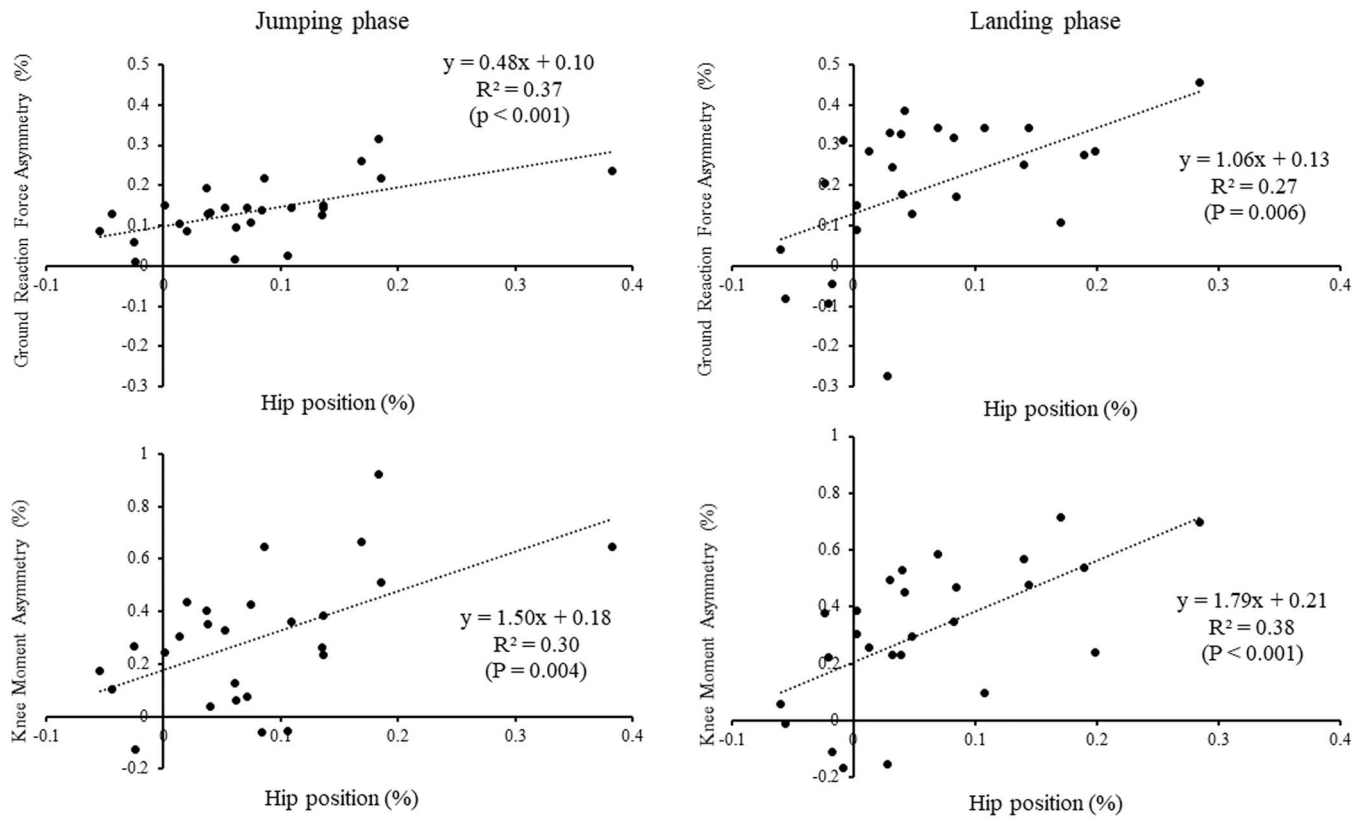 Jumping phase
Ground Reaction Force Asymmetry (%)
0.5
0.4
0.3
0.2
0.1
0
-0.1
-0.2
-0.3
-0.1
0
0.1
0.2
0.3
0.4
y = 0.48x + 0.10
R² = 0.37
(p < 0.001)
Hip position (%)
Landing phase
Ground Reaction Force Asymmetry (%)
0.5
0.4
0.3
0.2
0.1
0
-0.1
-0.2
-0.3
-0.1
0
0.1
0.2
0.3
0.4
y = 1.06x + 0.13
R² = 0.27
(P = 0.006)
Hip position (%)
Knee Moment Asymmetry (%)
1
0.8
0.6
0.4
0.2
0
-0.2
-0.1
0
0.1
0.2
0.3
0.4
y = 1.50x + 0.18
R² = 0.30
(P = 0.004)
Hip position (%)
Knee Moment Asymmetry (%)
1
0.8
0.6
0.4
0.2
0
-0.2
-0.1
0
0.1
0.2
0.3
0.4
y = 1.79x + 0.21
R² = 0.38
(P < 0.001)
Hip position (%)